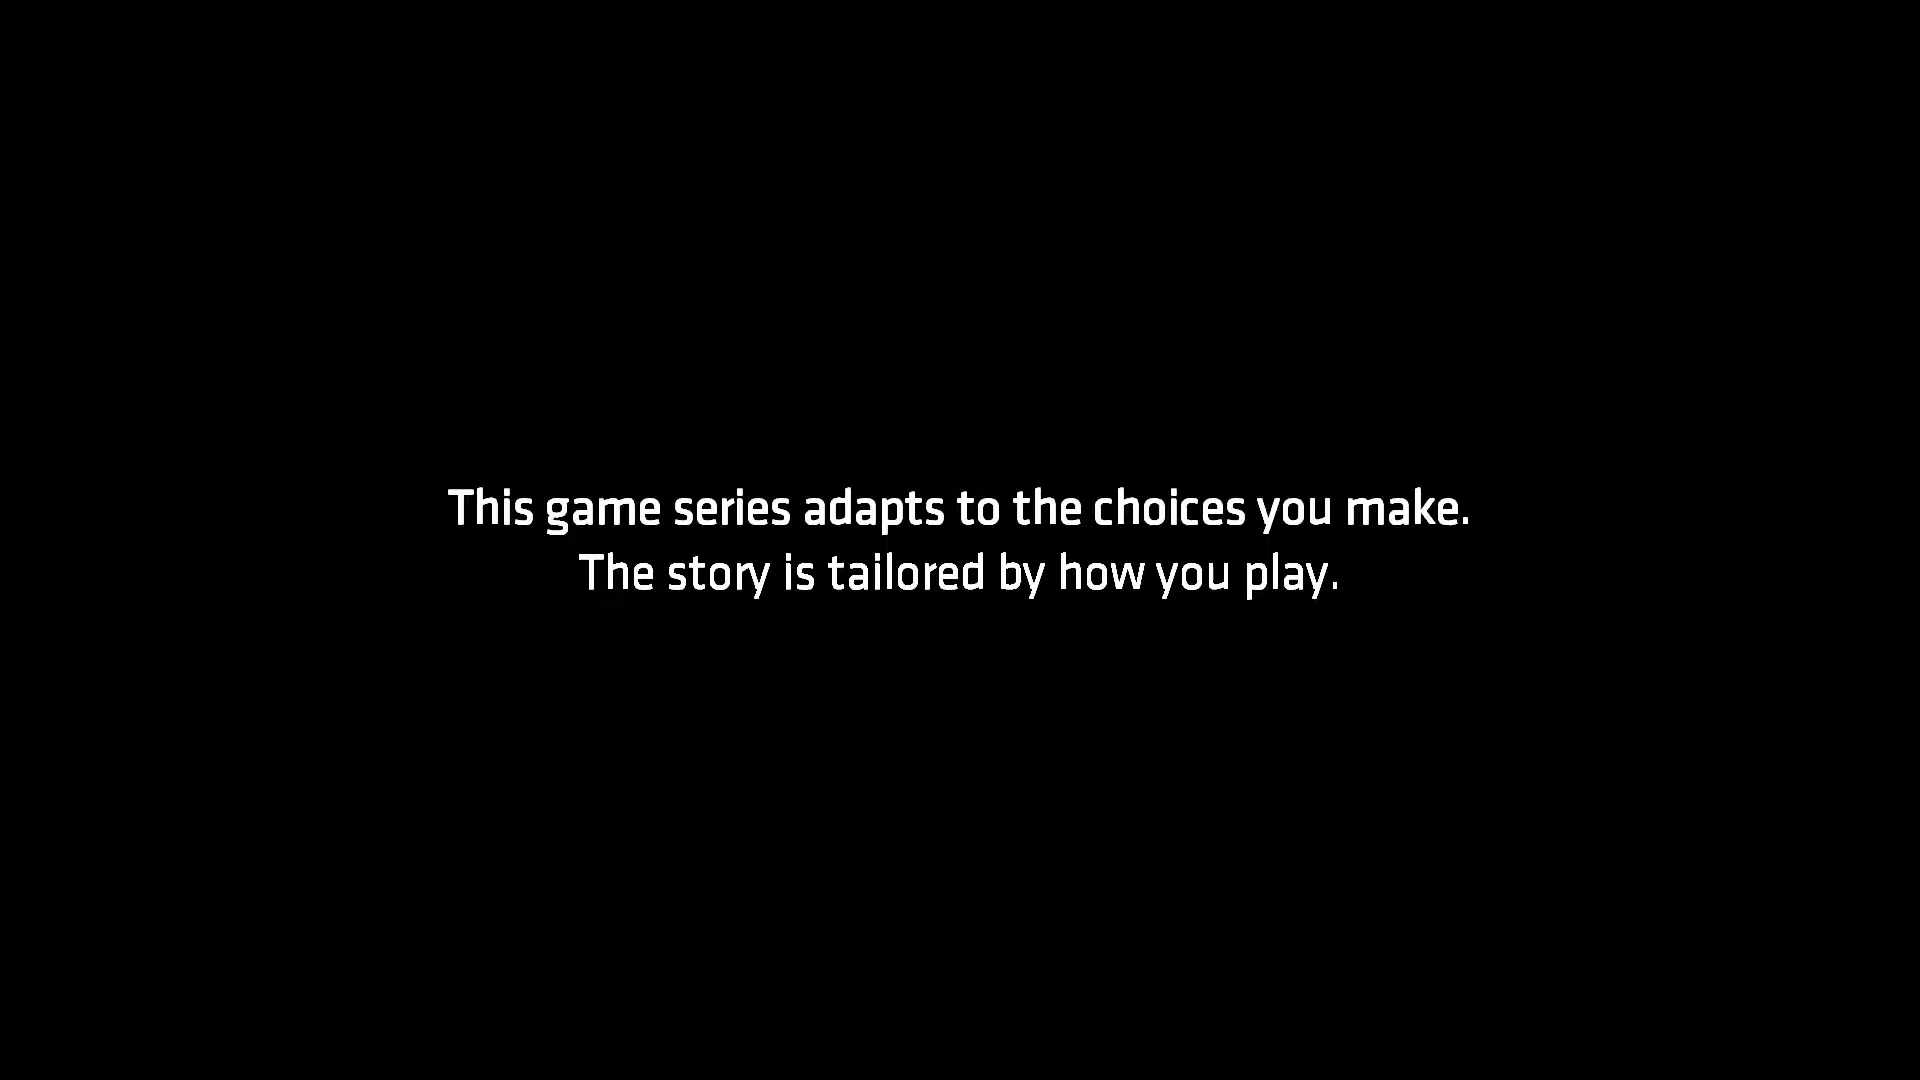 This game series adapts to the choices you make.
The story is tailored by how you play.